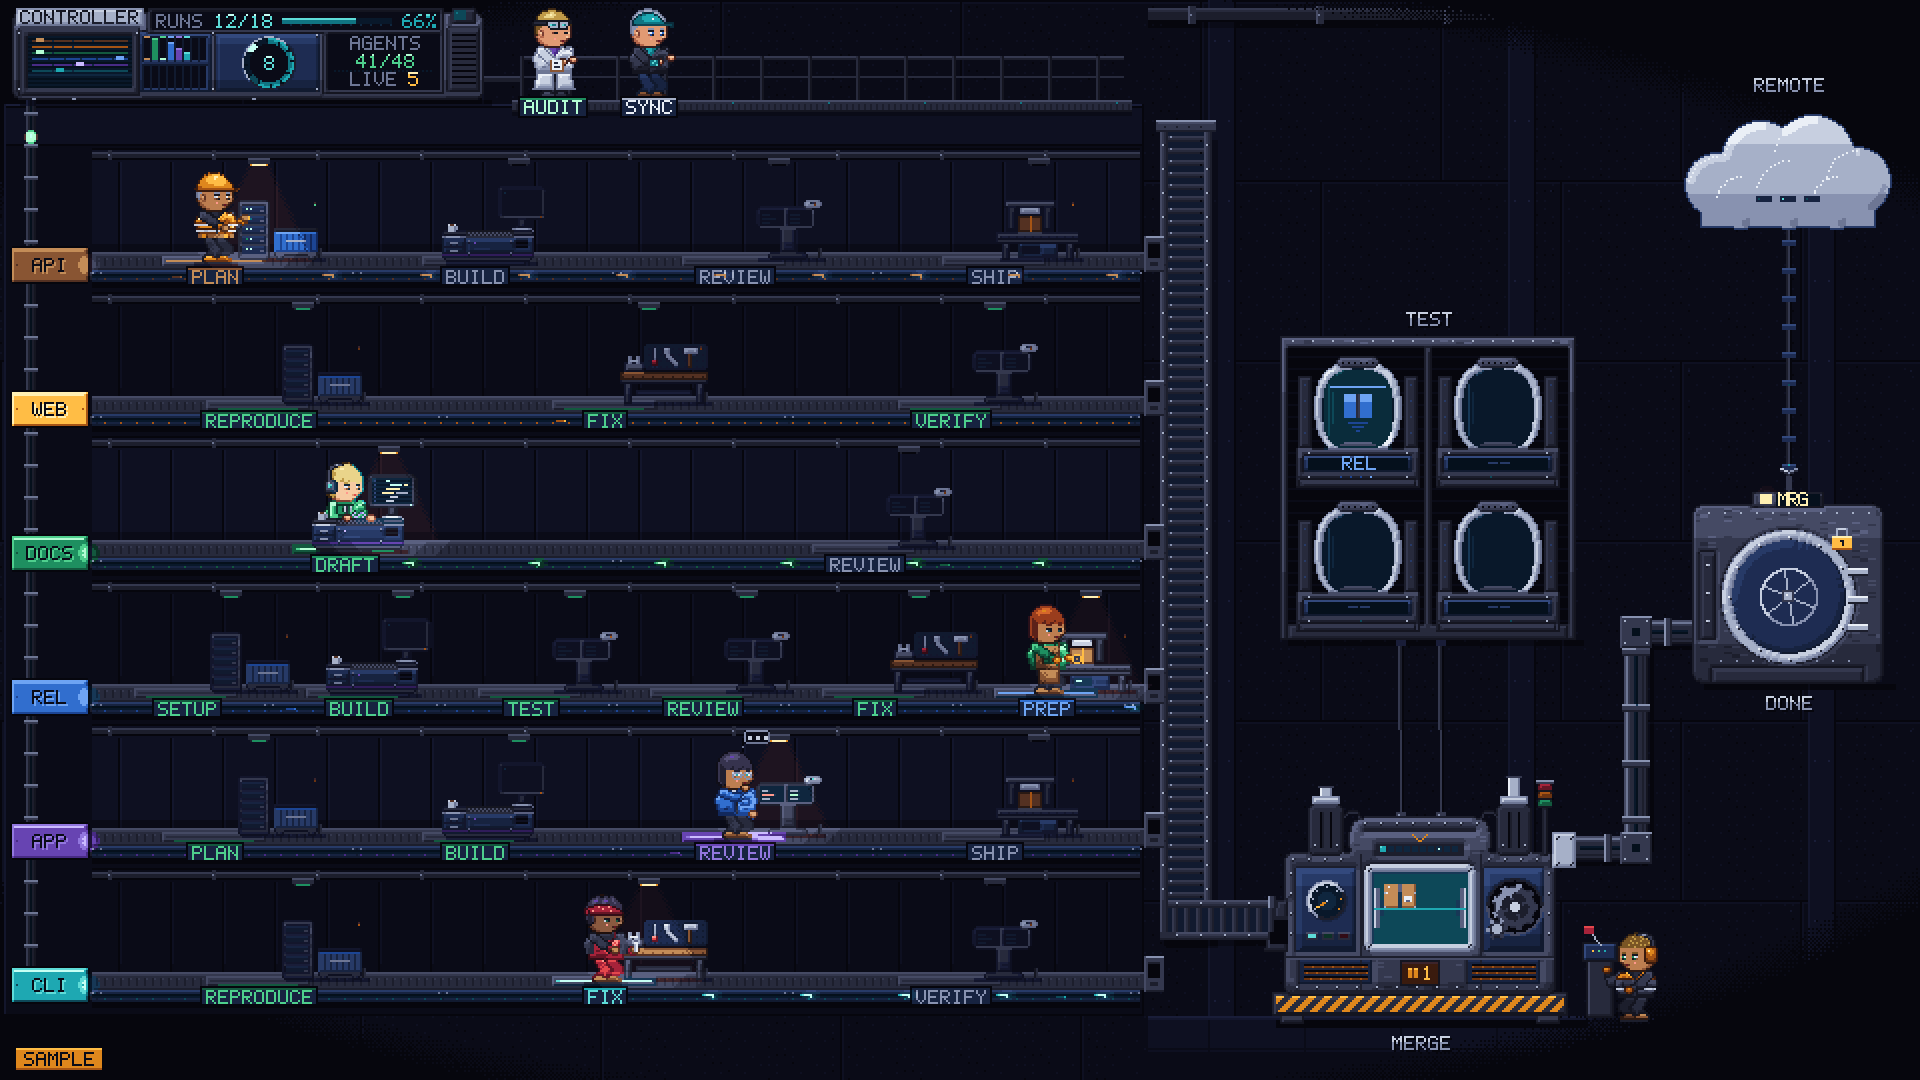 CONTROLLER
RUNS 12/18 66%
8
AGENTS
41/48
LIVE 5
AUDIT SYNC
REMOTE
API
PLAN BUILD REVIEW SHIP
TEST
WEB
REPRODUCE FIX VERIFY
REL
MRG
1
DOCS
DRAFT REVIEW
REL
SETUP BUILD TEST REVIEW FIX PREP
DONE
APP
PLAN BUILD REVIEW SHIP
CLI
REPRODUCE FIX VERIFY
1
MERGE
SAMPLE